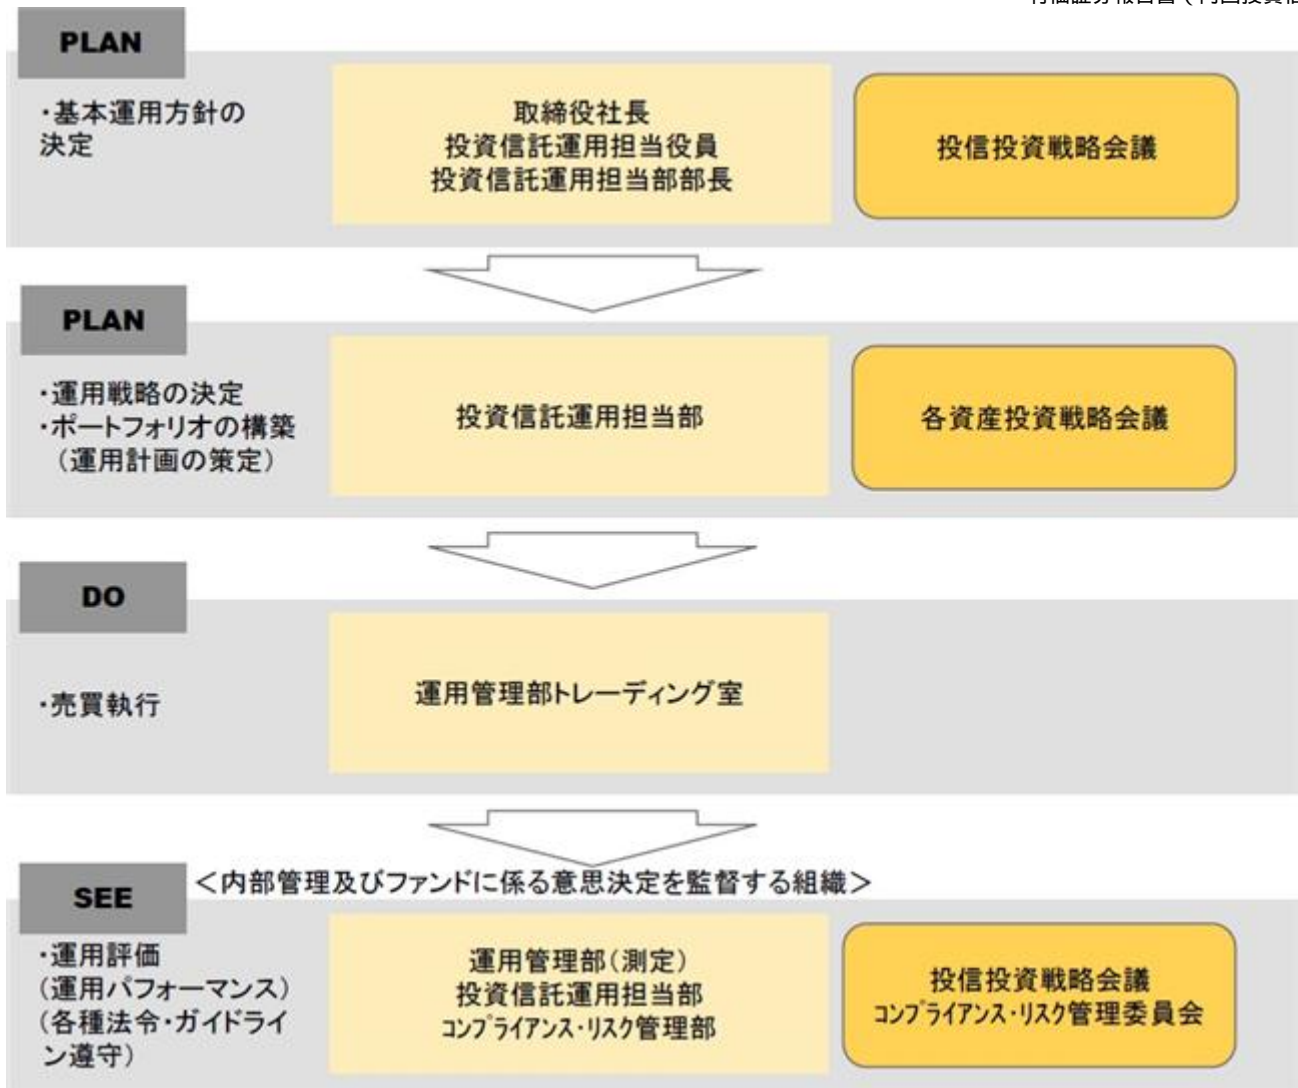 PLAN
・基本運用方針の
決定
取締役社長
投資信託運用担当役員
投資信託運用担当部部長
投信投資戦略会議
PLAN
・運用戦略の決定
・ポートフォリオの構築
（運用計画の策定）
投資信託運用担当部
各資産投資戦略会議
DO
・売買執行
運用管理部トレーディング室
SEE
＜内部管理及びファンドに係る意思決定を監督する組織＞
・運用評価
（運用パフォーマンス）
（各種法令・ガイドライ
ン遵守）
運用管理部（測定）
投資信託運用担当部
ｺﾝﾌﾟﾗｲｱﾝｽ･ﾘｽｸ管理部
投信投資戦略会議
ｺﾝﾌﾟﾗｲｱﾝｽ･ﾘｽｸ管理委員会